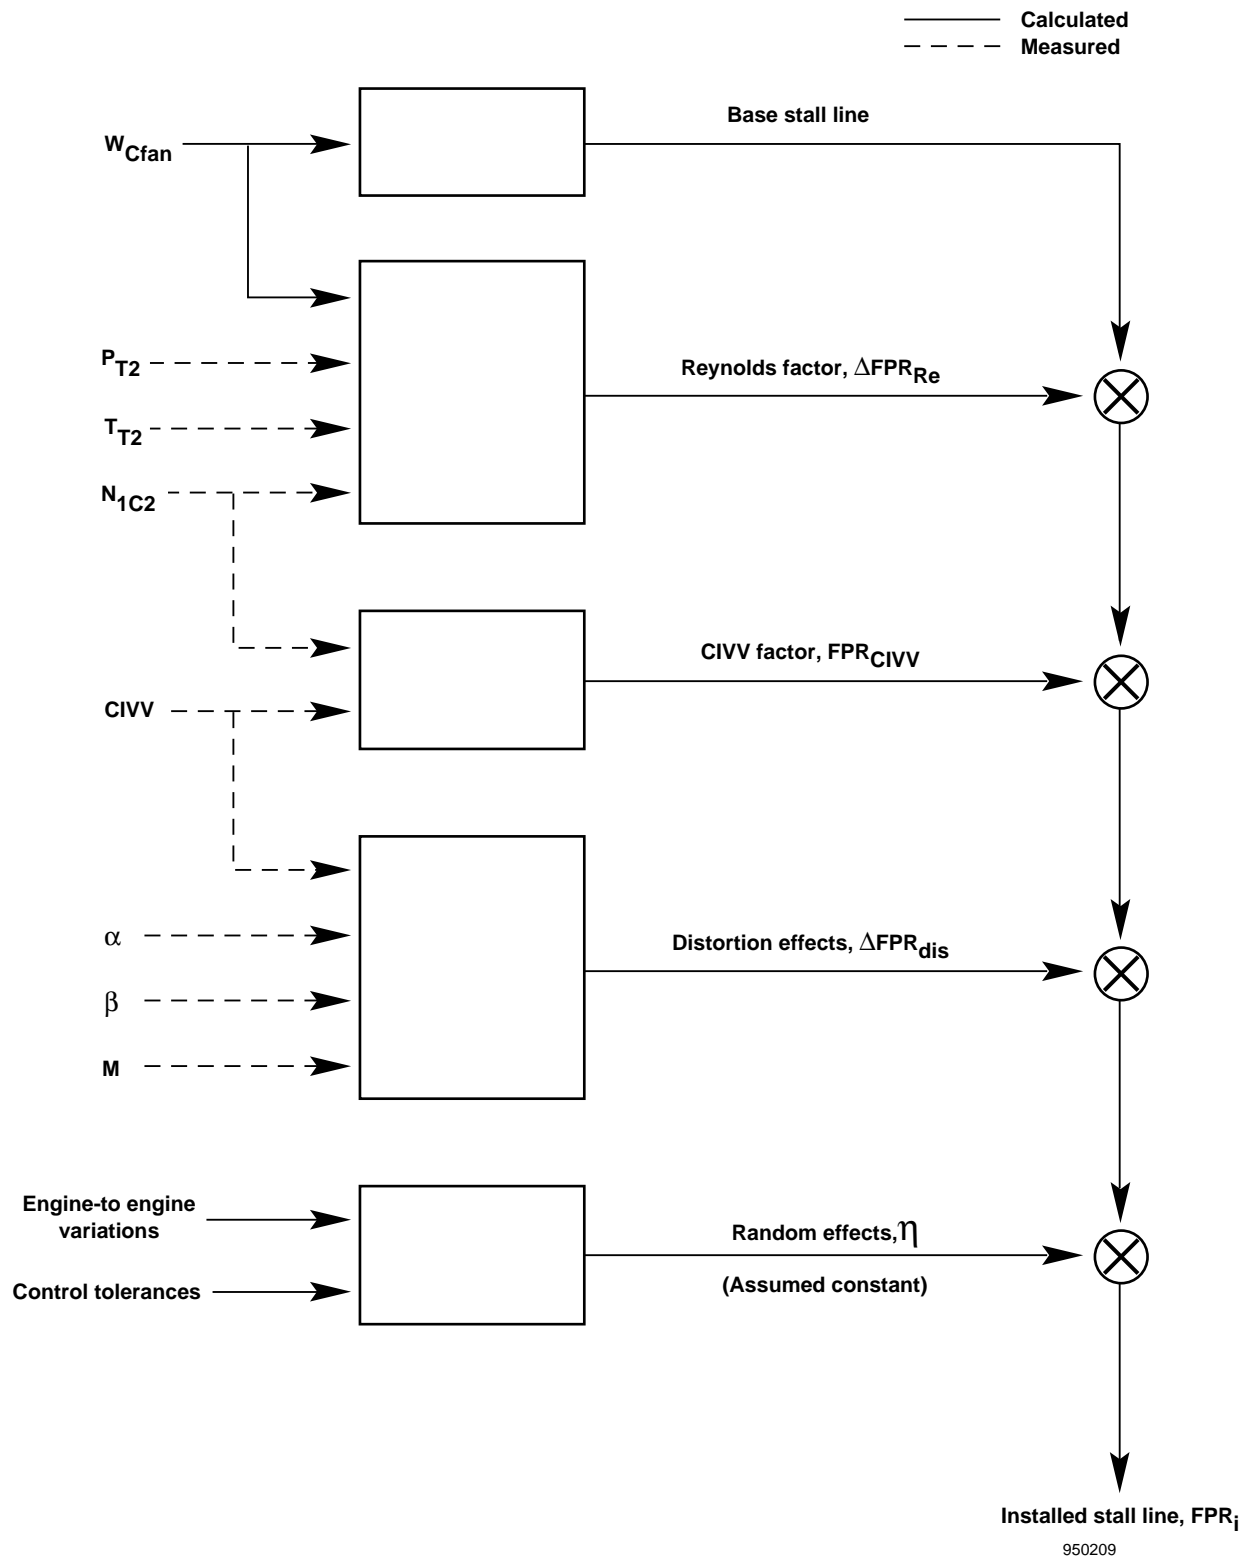 Calculated
Measured
W_Cfan
Base stall line
P_T2
Reynolds factor, ΔFPR_Re
T_T2
N_1C2
CIVV factor, FPR_CIVV
CIVV
α
Distortion effects, ΔFPR_dis
β
M
Engine-to engine
variations
Random effects,η
Control tolerances
(Assumed constant)
Installed stall line, FPR_i
950209